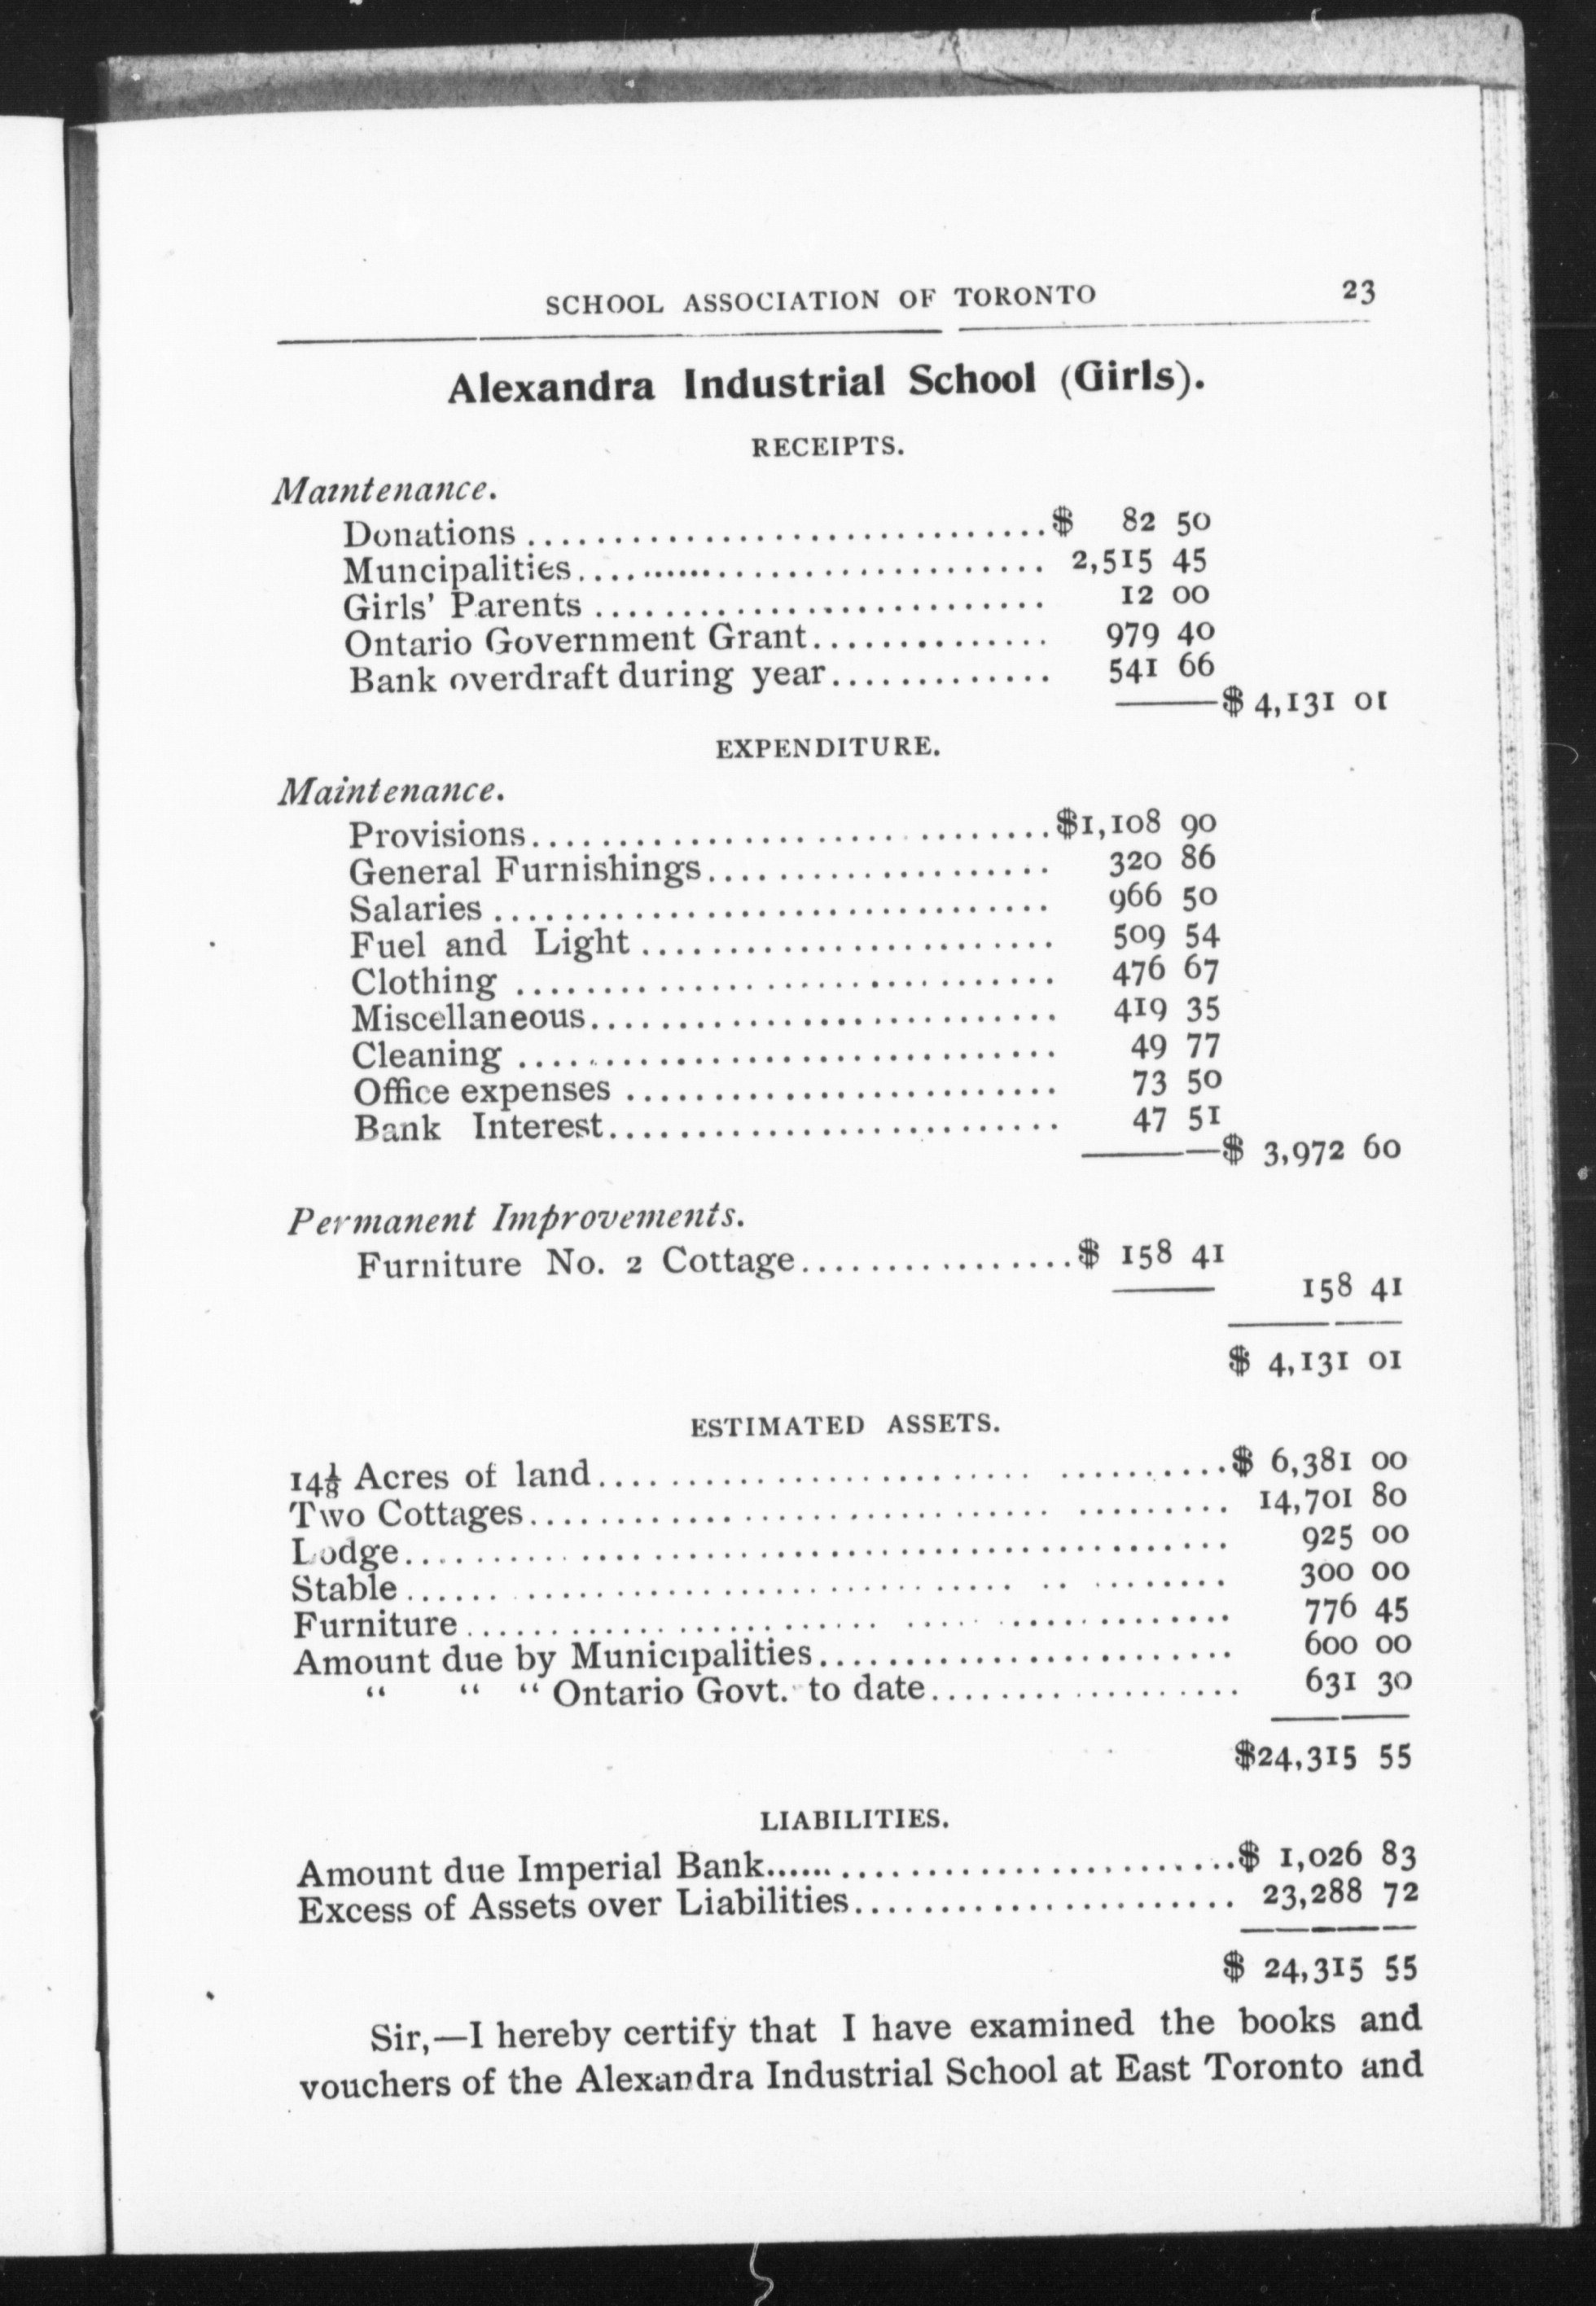 SCHOOL ASSOCIATION OF TORONTO 23
Alexandra Industrial School (Girls).
RECEIPTS.
Maintenance.
Donations ..............................$ 82 50
Muncipalities.......................... 2,515 45
Girls' Parents .......................... 12 00
Ontario Government Grant.............. 979 40
Bank overdraft during year............. 541 66
$ 4,131 01
EXPENDITURE.
Maintenance.
Provisions..............................$1,108 90
General Furnishings.................... 320 86
Salaries ................................ 966 50
Fuel and Light ........................ 509 54
Clothing ............................... 476 67
Miscellaneous........................... 419 35
Cleaning ............................... 49 77
Office expenses ......................... 73 50
Bank Interest.......................... 47 51
$ 3,972 60
Permanent Improvements.
Furniture No. 2 Cottage................$ 158 41
158 41
$ 4,131 01
ESTIMATED ASSETS.
14⅛ Acres of land....................................$ 6,381 00
Two Cottages...................................... 14,701 80
Lodge............................................... 925 00
Stable.............................................. 300 00
Furniture........................................... 776 45
Amount due by Municipalities........................ 600 00
“ “ “ Ontario Govt. to date.................. 631 30
$24,315 55
LIABILITIES.
Amount due Imperial Bank.............................$ 1,026 83
Excess of Assets over Liabilities...................... 23,288 72
$ 24,315 55
Sir,—I hereby certify that I have examined the books and
vouchers of the Alexandra Industrial School at East Toronto and